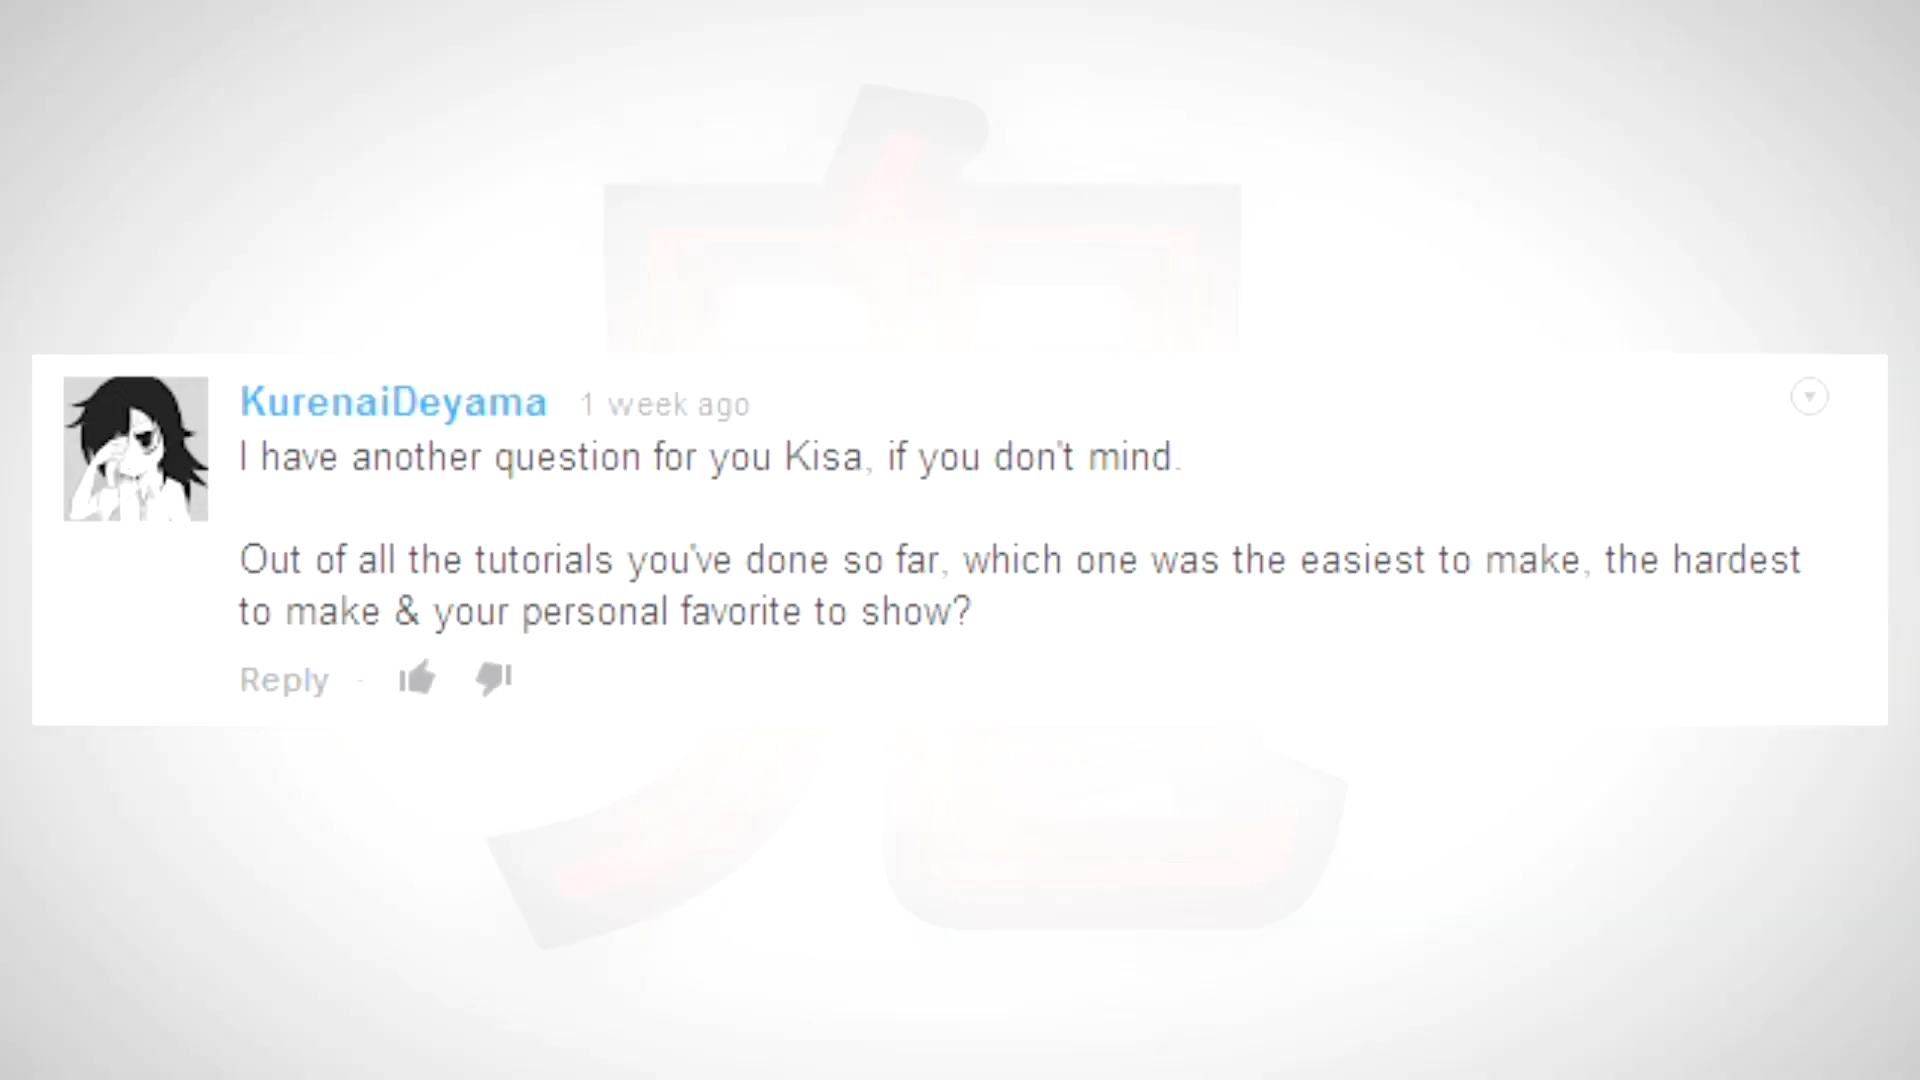 KurenaiDeyama 1 week ago
I have another question for you Kisa, if you don't mind.
Out of all the tutorials you've done so far, which one was the easiest to make, the hardest
to make & your personal favorite to show?
Reply ·